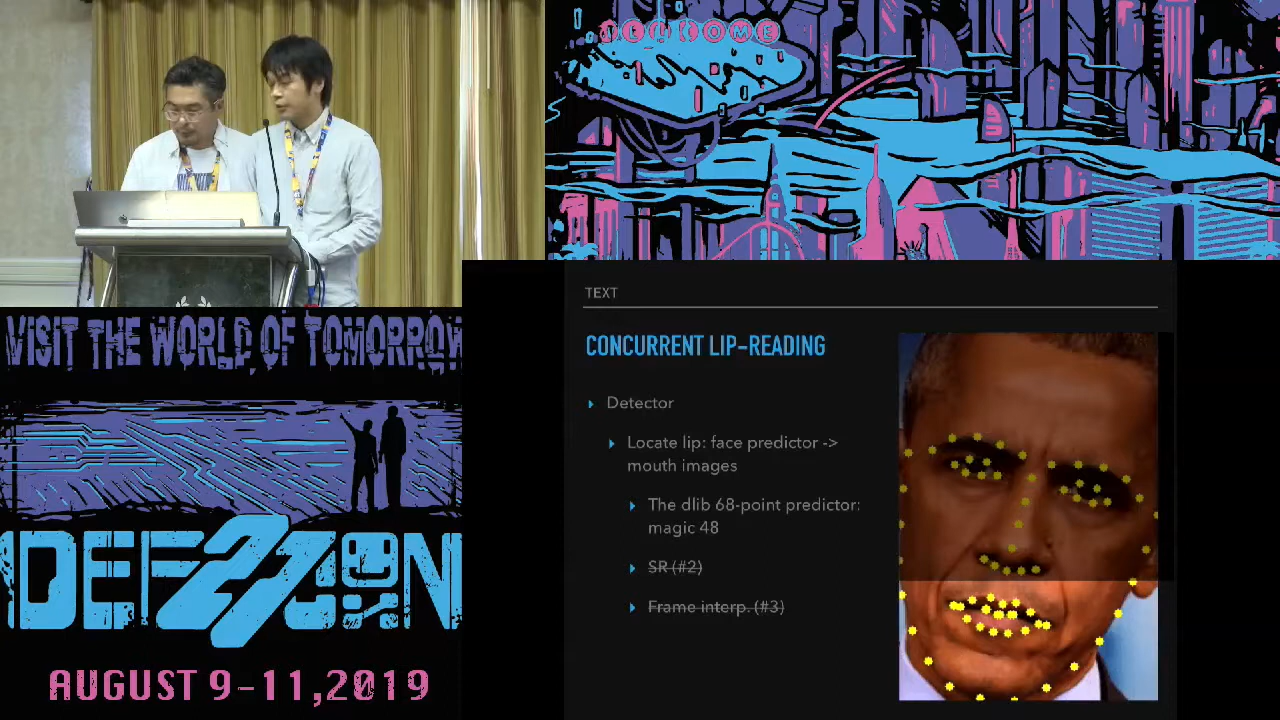 WELCOME
TEXT
CONCURRENT LIP-READING
Detector
Locate lip: face predictor ->
mouth images
The dlib 68-point predictor:
magic 48
SR (#2)
Frame interp. (#3)
VISIT THE WORLD OF TOMORROW
DEF CON
27
AUGUST 9-11,2019